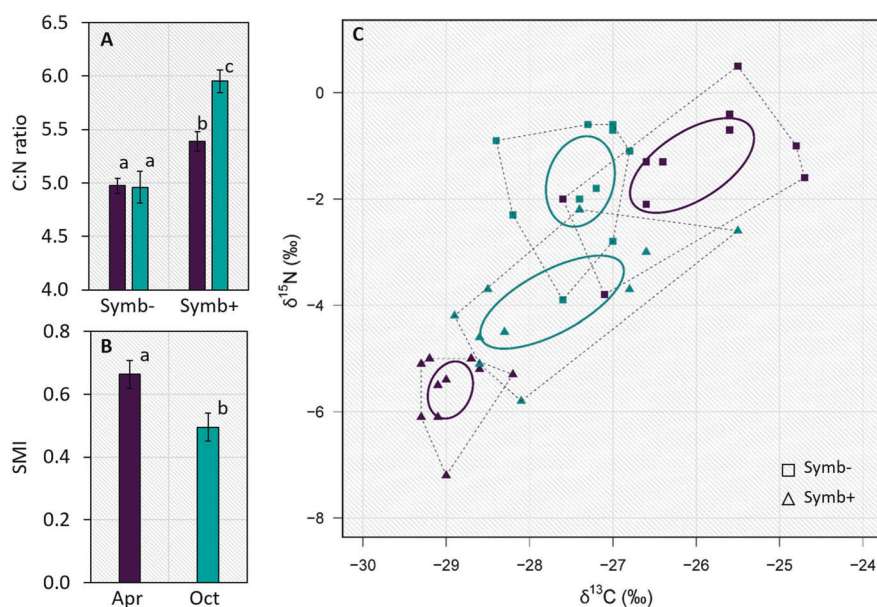 A
C:N ratio
6.5
6.0
5.5
5.0
4.5
4.0
a
a
b
c
Symb-
Symb+
B
SMI
0.8
0.6
0.4
0.2
0.0
a
b
Apr
Oct
C
δ¹⁵N (‰)
0
−2
−4
−6
−8
Symb-
Symb+
−30
−29
−28
−27
−26
−25
−24
δ¹³C (‰)